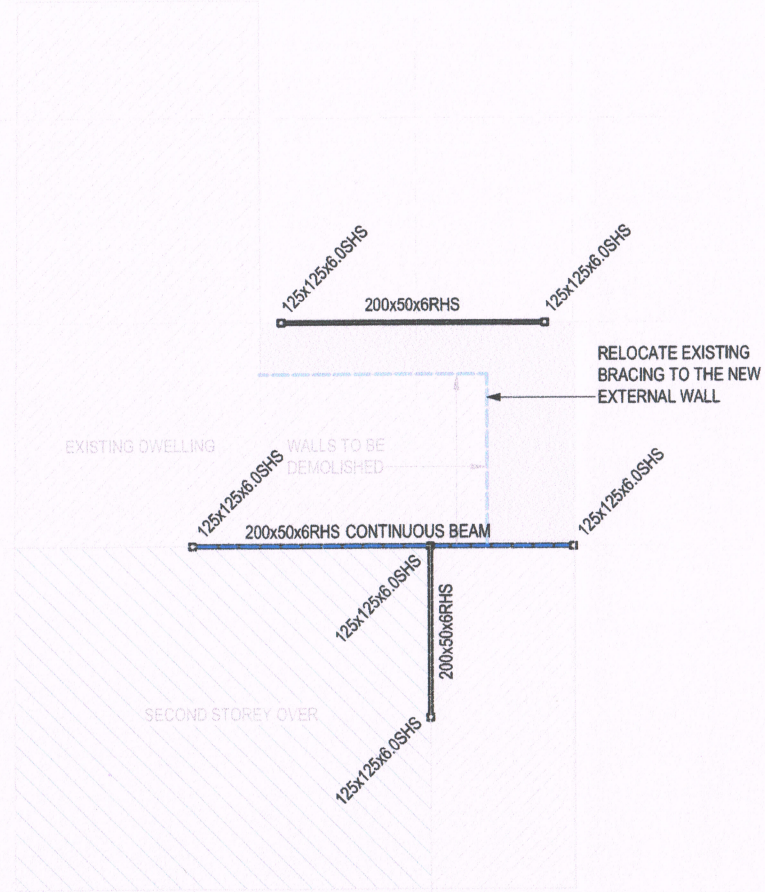 125x125x6.0SHS
125x125x6.0SHS
200x50x6RHS
RELOCATE EXISTING
BRACING TO THE NEW
EXTERNAL WALL
EXISTING DWELLING
WALLS TO BE
DEMOLISHED
125x125x6.0SHS
125x125x6.0SHS
200x50x6RHS CONTINUOUS BEAM
125x125x6.0SHS
200x50x6RHS
SECOND STOREY OVER
125x125x6.0SHS